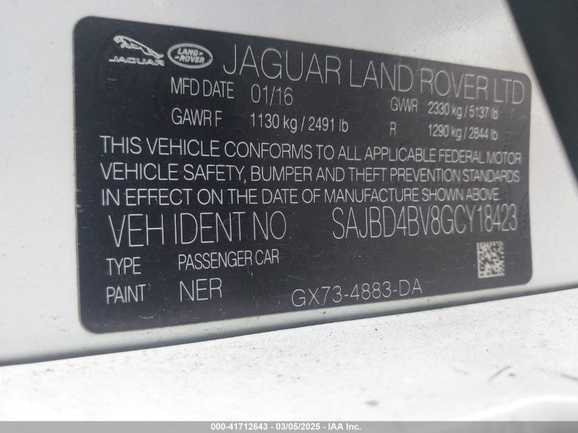 JAGUAR LAND-ROVER JAGUAR LAND ROVER LTD
MFD DATE 01/16 GVWR 2330 kg / 5137 lb
GAWR F 1130 kg / 2491 lb R 1290 kg / 2844 lb
THIS VEHICLE CONFORMS TO ALL APPLICABLE FEDERAL MOTOR
VEHICLE SAFETY, BUMPER AND THEFT PREVENTION STANDARDS
IN EFFECT ON THE DATE OF MANUFACTURE SHOWN ABOVE.
VEH IDENT NO SAJBD4BV8GCY18423
TYPE PASSENGER CAR
PAINT NER GX73-4883-DA
000-41712643 - 03/05/2025 - IAA Inc.